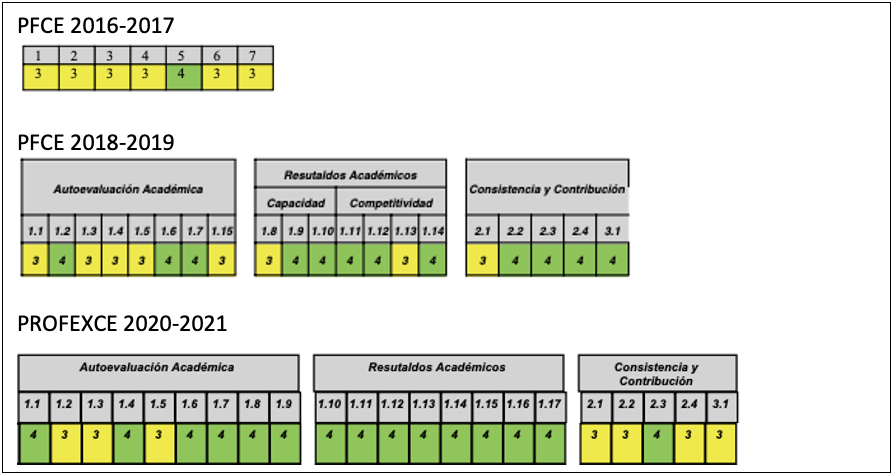 PFCE 2016-2017
1 2 3 4 5 6 7
3 3 3 3 4 3 3
PFCE 2018-2019
Autoevaluación Académica
1.1 1.2 1.3 1.4 1.5 1.6 1.7 1.15
3 4 3 3 3 4 4 3
Resutaldos Académicos
Capacidad Competitividad
1.8 1.9 1.10 1.11 1.12 1.13 1.14
3 4 4 4 4 3 4
Consistencia y Contribución
2.1 2.2 2.3 2.4 3.1
3 4 4 4 4
PROFEXCE 2020-2021
Autoevaluación Académica
1.1 1.2 1.3 1.4 1.5 1.6 1.7 1.8 1.9
4 3 3 4 3 4 4 4 4
Resutaldos Académicos
1.10 1.11 1.12 1.13 1.14 1.15 1.16 1.17
4 4 4 4 4 4 4 4
Consistencia y
Contribución
2.1 2.2 2.3 2.4 3.1
3 3 4 3 3